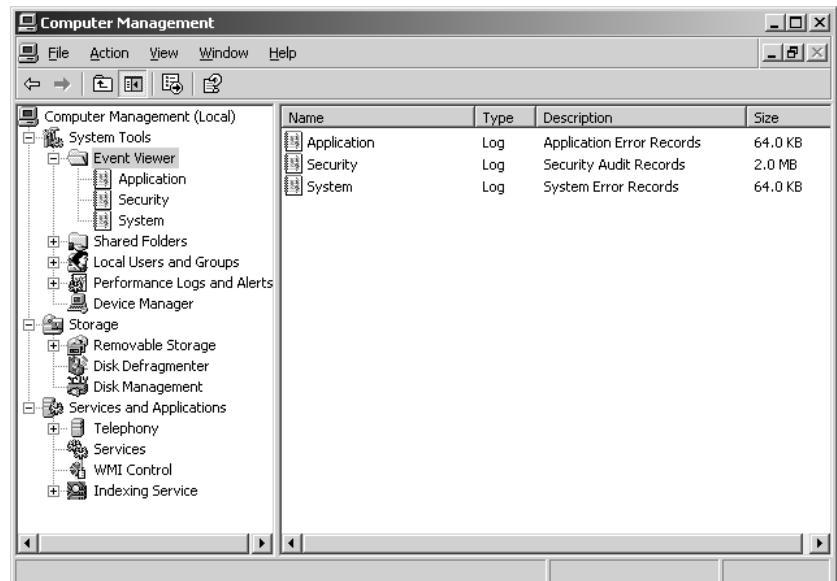 Computer Management
File Action View Window Help
Computer Management (Local)
System Tools
Event Viewer
Application
Security
System
Shared Folders
Local Users and Groups
Performance Logs and Alerts
Device Manager
Storage
Removable Storage
Disk Defragmenter
Disk Management
Services and Applications
Telephony
Services
WMI Control
Indexing Service
Name Type Description Size
Application Log Application Error Records 64.0 KB
Security Log Security Audit Records 2.0 MB
System Log System Error Records 64.0 KB